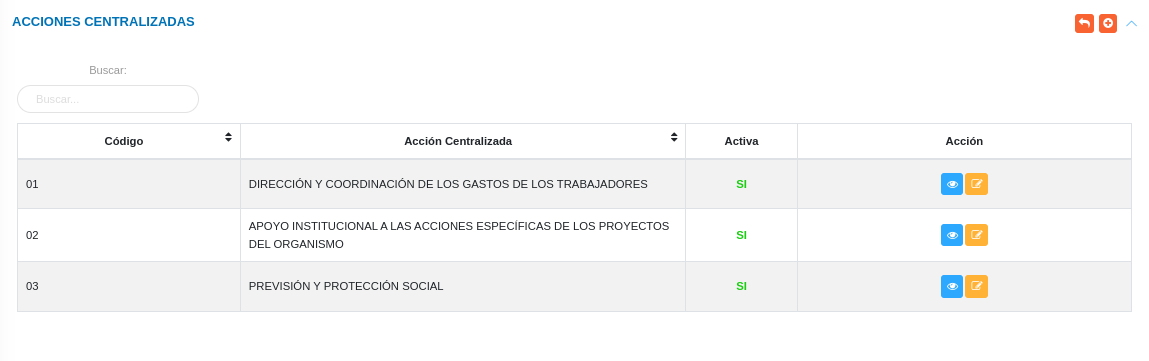 ACCIONES CENTRALIZADAS
Buscar:
Buscar...
Código Acción Centralizada Activa Acción
01 DIRECCIÓN Y COORDINACIÓN DE LOS GASTOS DE LOS TRABAJADORES SI
02 APOYO INSTITUCIONAL A LAS ACCIONES ESPECÍFICAS DE LOS PROYECTOS DEL ORGANISMO SI
03 PREVISIÓN Y PROTECCIÓN SOCIAL SI